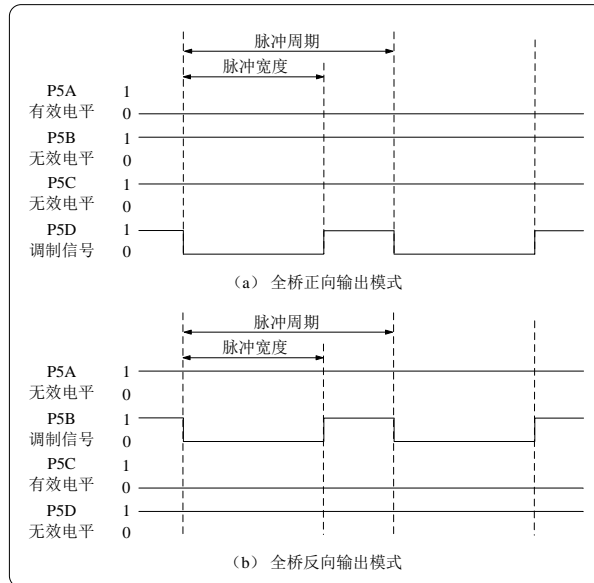 脉冲周期
脉冲宽度
P5A 1
有效电平 0
P5B 1
无效电平 0
P5C 1
无效电平 0
P5D 1
调制信号 0
（a） 全桥正向输出模式
脉冲周期
脉冲宽度
P5A 1
无效电平 0
P5B 1
调制信号 0
P5C 1
有效电平 0
P5D 1
无效电平 0
（b） 全桥反向输出模式